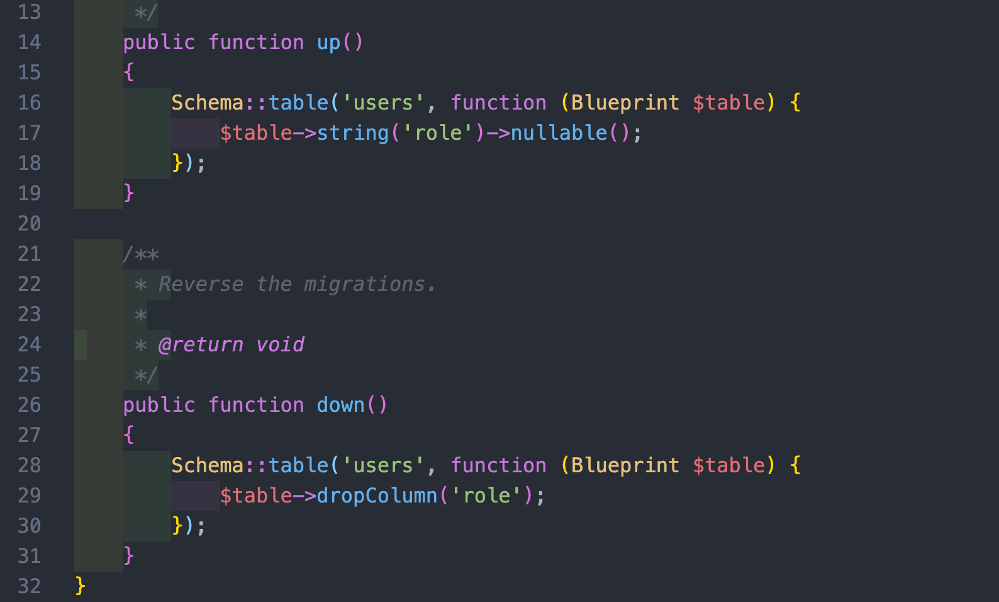 13 */
14 public function up()
15 {
16 Schema::table('users', function (Blueprint $table) {
17 $table->string('role')->nullable();
18 });
19 }
20
21 /**
22 * Reverse the migrations.
23 *
24 * @return void
25 */
26 public function down()
27 {
28 Schema::table('users', function (Blueprint $table) {
29 $table->dropColumn('role');
30 });
31 }
32 }